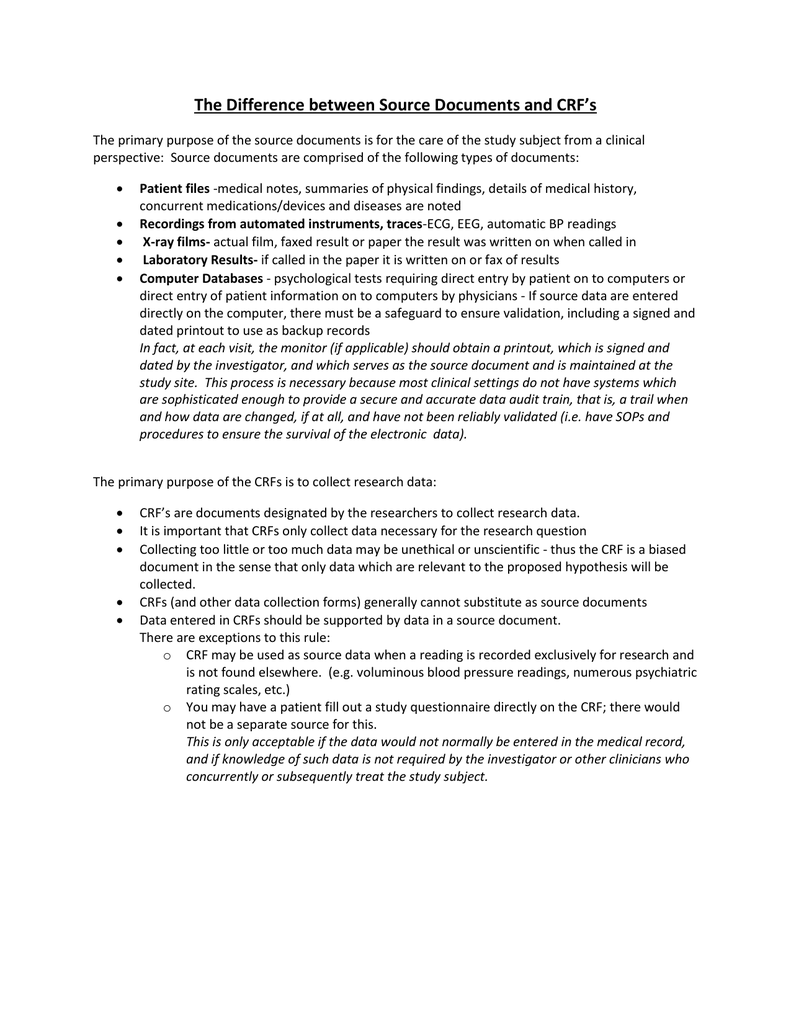 The Difference between Source Documents and CRF's
The primary purpose of the source documents is for the care of the study subject from a clinical
perspective:  Source documents are comprised of the following types of documents:
• Patient files -medical notes, summaries of physical findings, details of medical history,
concurrent medications/devices and diseases are noted
• Recordings from automated instruments, traces-ECG, EEG, automatic BP readings
• X-ray films- actual film, faxed result or paper the result was written on when called in
• Laboratory Results- if called in the paper it is written on or fax of results
• Computer Databases - psychological tests requiring direct entry by patient on to computers or
direct entry of patient information on to computers by physicians - If source data are entered
directly on the computer, there must be a safeguard to ensure validation, including a signed and
dated printout to use as backup records
In fact, at each visit, the monitor (if applicable) should obtain a printout, which is signed and
dated by the investigator, and which serves as the source document and is maintained at the
study site.  This process is necessary because most clinical settings do not have systems which
are sophisticated enough to provide a secure and accurate data audit train, that is, a trail when
and how data are changed, if at all, and have not been reliably validated (i.e. have SOPs and
procedures to ensure the survival of the electronic  data).
The primary purpose of the CRFs is to collect research data:
• CRF's are documents designated by the researchers to collect research data.
• It is important that CRFs only collect data necessary for the research question
• Collecting too little or too much data may be unethical or unscientific - thus the CRF is a biased
document in the sense that only data which are relevant to the proposed hypothesis will be
collected.
• CRFs (and other data collection forms) generally cannot substitute as source documents
• Data entered in CRFs should be supported by data in a source document.
There are exceptions to this rule:
o CRF may be used as source data when a reading is recorded exclusively for research and
is not found elsewhere.  (e.g. voluminous blood pressure readings, numerous psychiatric
rating scales, etc.)
o You may have a patient fill out a study questionnaire directly on the CRF; there would
not be a separate source for this.
This is only acceptable if the data would not normally be entered in the medical record,
and if knowledge of such data is not required by the investigator or other clinicians who
concurrently or subsequently treat the study subject.